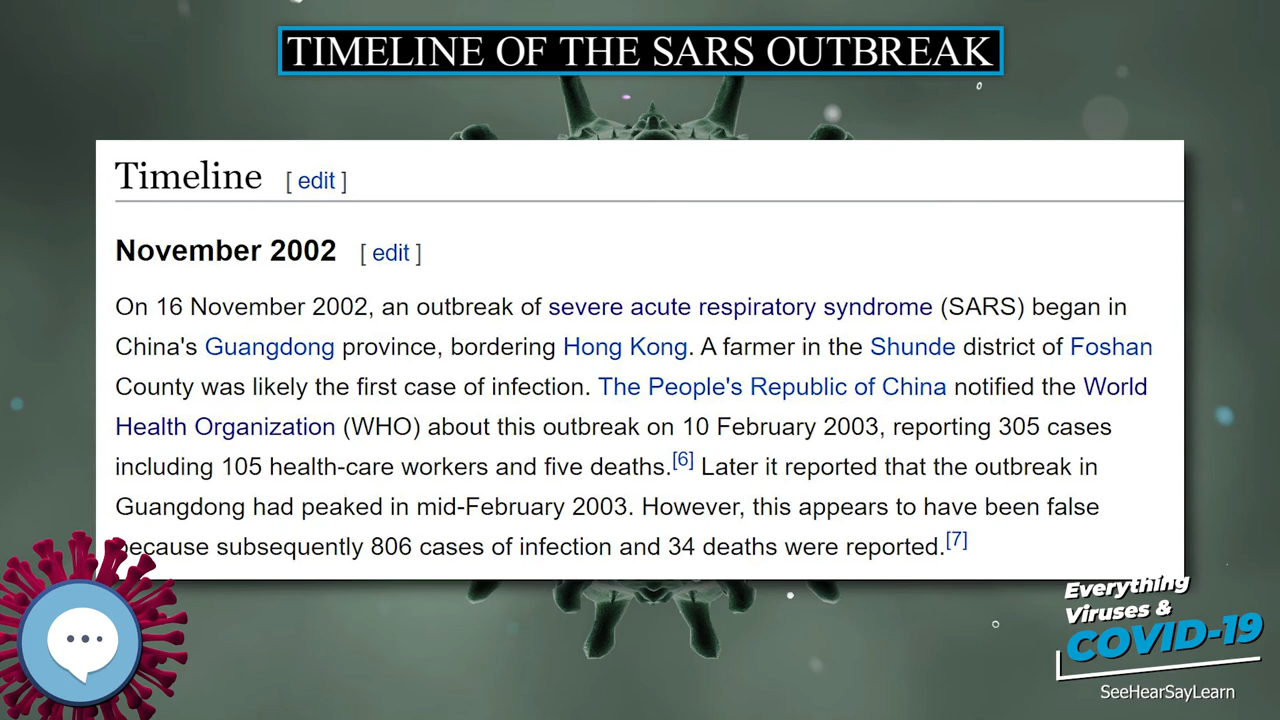 TIMELINE OF THE SARS OUTBREAK
Timeline [ edit ]
November 2002 [ edit ]
On 16 November 2002, an outbreak of severe acute respiratory syndrome (SARS) began in
China's Guangdong province, bordering Hong Kong. A farmer in the Shunde district of Foshan
County was likely the first case of infection. The People's Republic of China notified the World
Health Organization (WHO) about this outbreak on 10 February 2003, reporting 305 cases
including 105 health-care workers and five deaths.[6] Later it reported that the outbreak in
Guangdong had peaked in mid-February 2003. However, this appears to have been false
because subsequently 806 cases of infection and 34 deaths were reported.[7]
Everything
Viruses &
COVID-19
SeeHearSayLearn